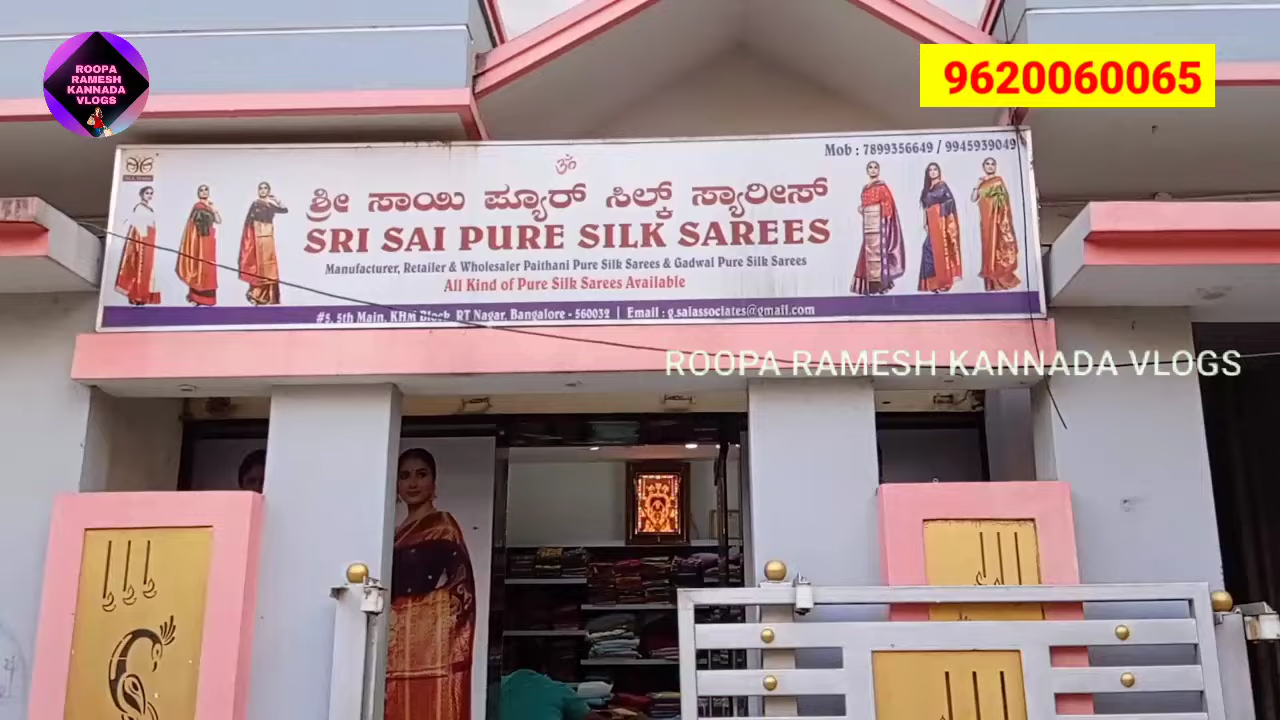 ROOPA
RAMESH
KANNADA
VLOGS
9620060065
Mob : 7899356649 / 9945939049
ॐ
ಶ್ರೀ ಸಾಯಿ ಪ್ಯೂರ್ ಸಿಲ್ಕ್ ಸ್ಯಾರೀಸ್
SRI SAI PURE SILK SAREES
Manufacturer, Retailer & Wholesaler Paithani Pure Silk Sarees & Gadwal Pure Silk Sarees
All Kind of Pure Silk Sarees Available
#5, 5th Main, KHM Block, RT Nagar, Bangalore - 560032 | Email : g.saiassociates@gmail.com
ROOPA RAMESH KANNADA VLOGS